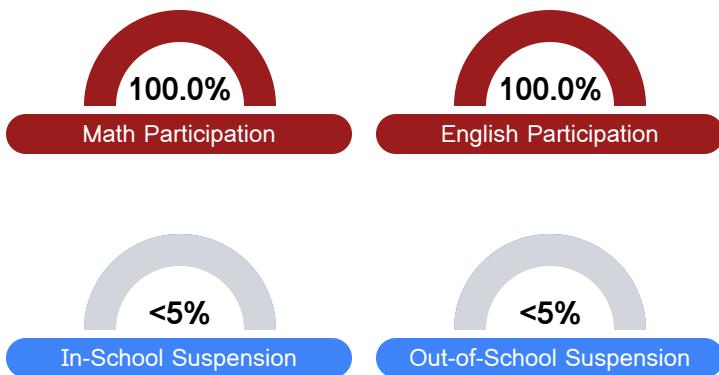 100.0%
Math Participation
100.0%
English Participation
<5%
In-School Suspension
<5%
Out-of-School Suspension